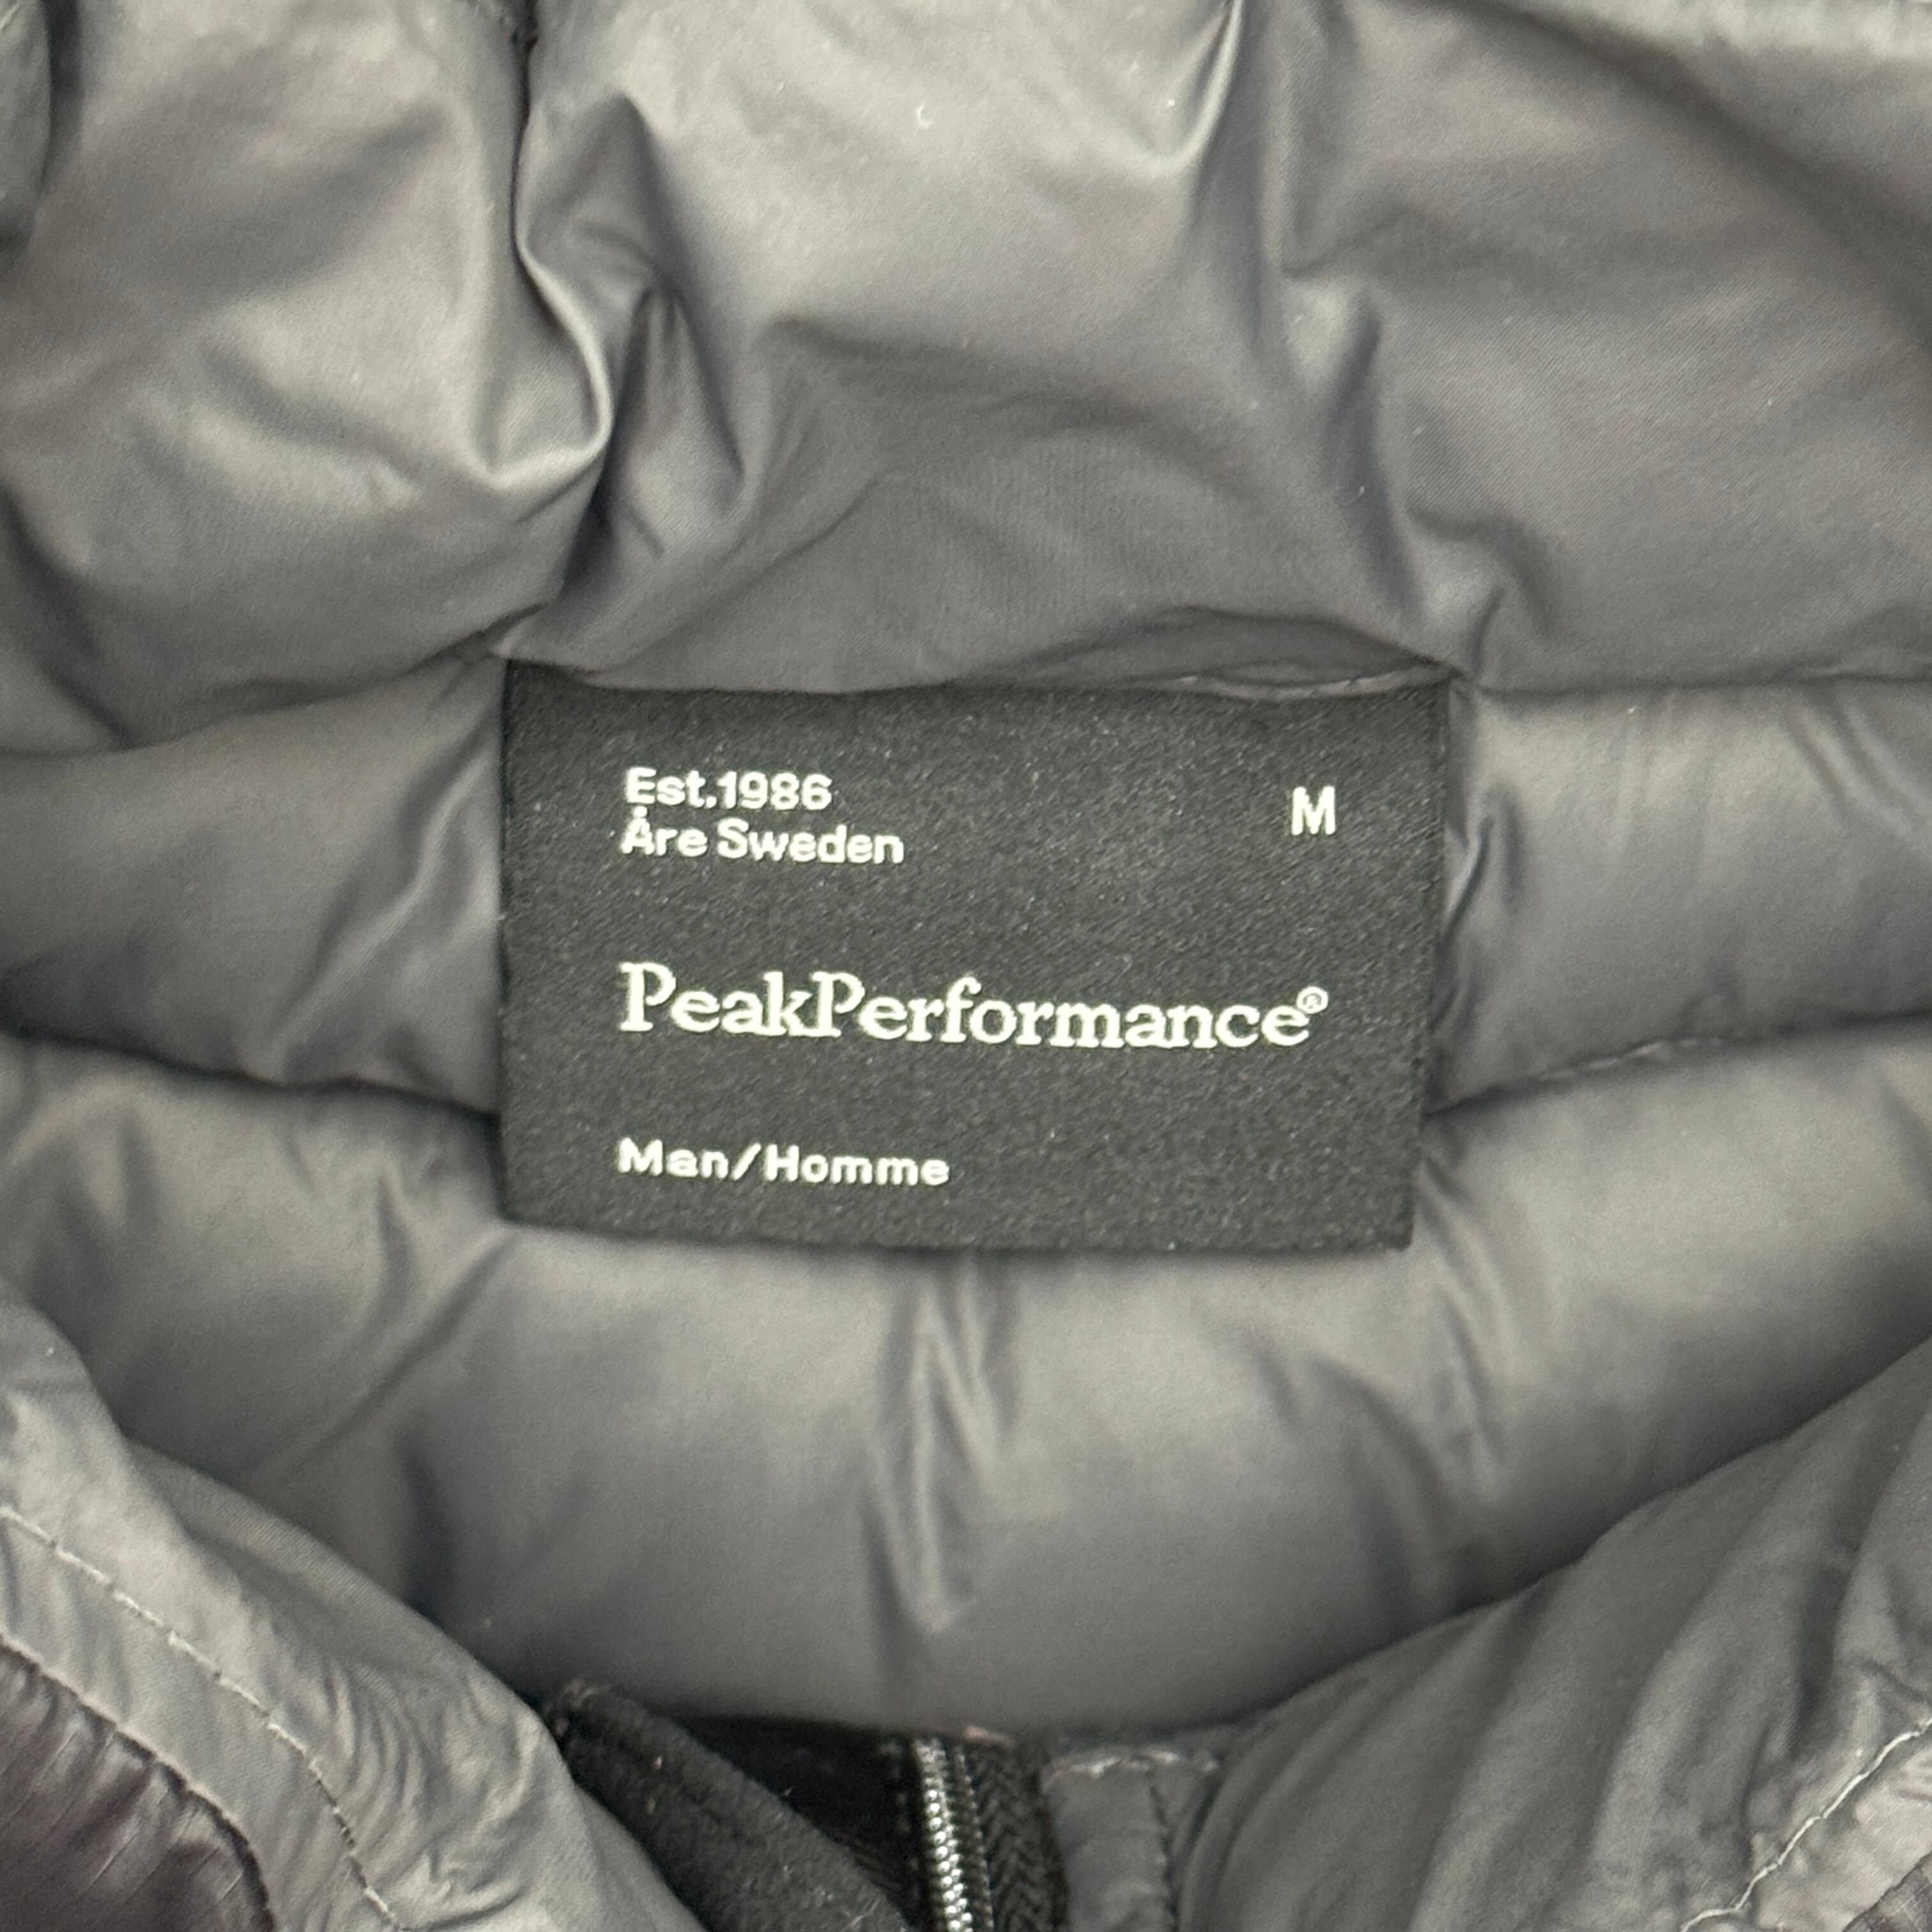 Est.1986
Åre Sweden
M
PeakPerformance®
Man/Homme